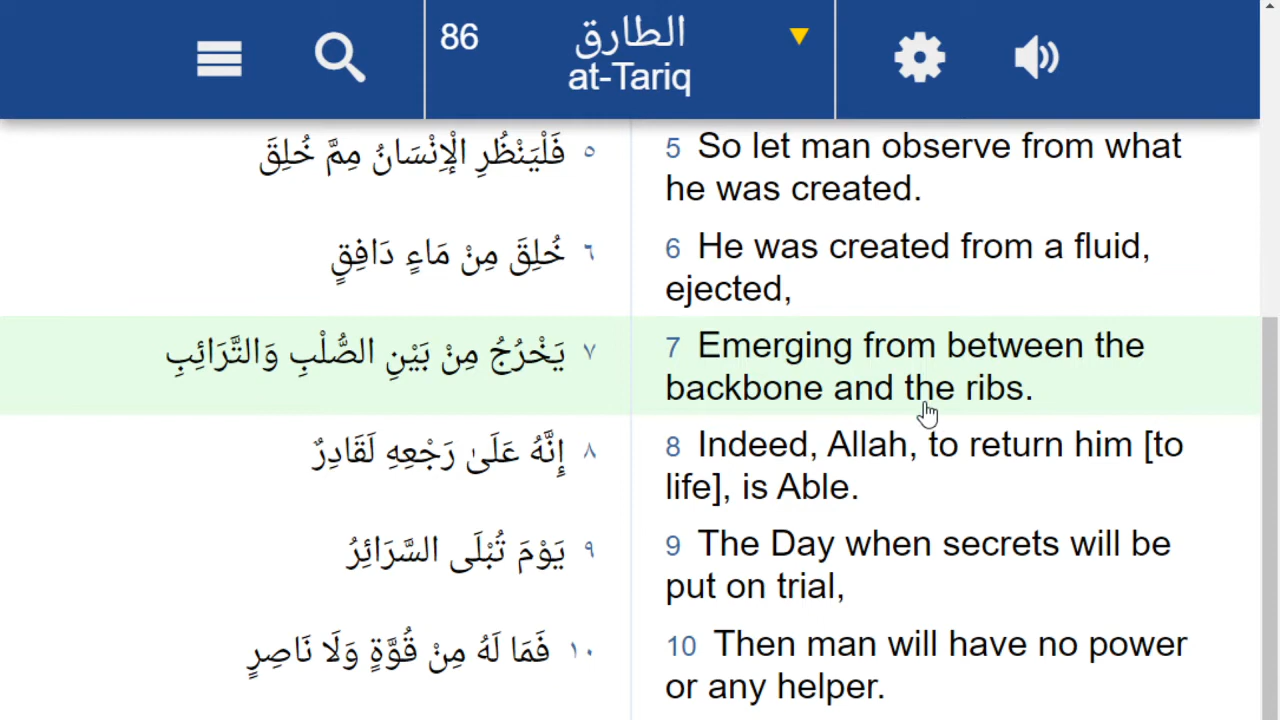 86
الطارق
at-Tariq
٥ فَلْيَنْظُرِ الْإِنْسَانُ مِمَّ خُلِقَ
5 So let man observe from what
he was created.
٦ خُلِقَ مِنْ مَاءٍ دَافِقٍ
6 He was created from a fluid,
ejected,
٧ يَخْرُجُ مِنْ بَيْنِ الصُّلْبِ وَالتَّرَائِبِ
7 Emerging from between the
backbone and the ribs.
٨ إِنَّهُ عَلَىٰ رَجْعِهِ لَقَادِرٌ
8 Indeed, Allah, to return him [to
life], is Able.
٩ يَوْمَ تُبْلَى السَّرَائِرُ
9 The Day when secrets will be
put on trial,
١٠ فَمَا لَهُ مِنْ قُوَّةٍ وَلَا نَاصِرٍ
10 Then man will have no power
or any helper.